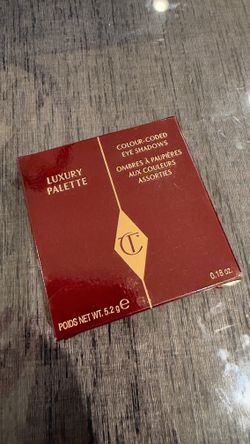 LUXURY
PALETTE
COLOUR-CODED
EYE SHADOWS
OMBRES À PAUPIÈRES
AUX COULEURS
ASSORTIES
CT
POIDS NET WT. 5.2 g e
0.18 oz.